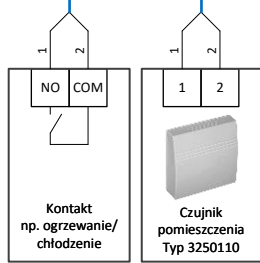 1 2
NO COM
Kontakt
np. ogrzewanie/
chłodzenie
1 2
1 2
Czujnik
pomieszczenia
Typ 3250110